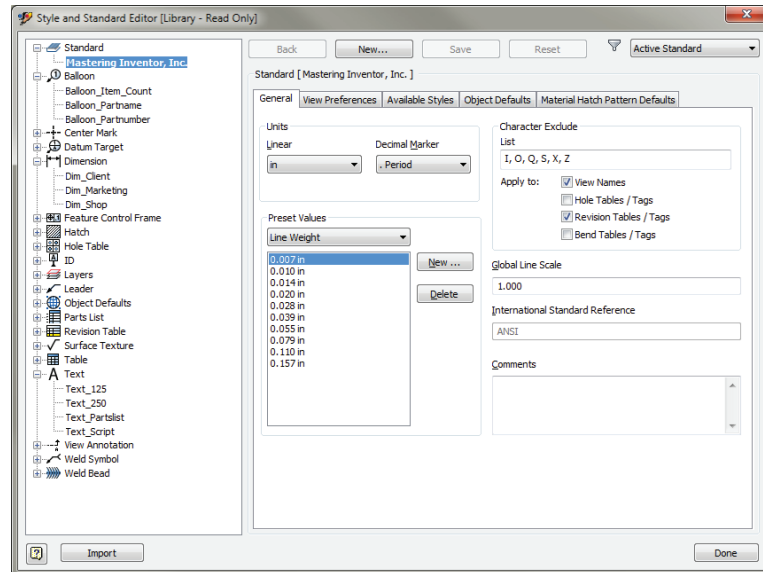 Style and Standard Editor [Library - Read Only]
Standard
Mastering Inventor, Inc.
Balloon
Balloon_Item_Count
Balloon_Partname
Balloon_Partnumber
Center Mark
Datum Target
Dimension
Dim_Client
Dim_Marketing
Dim_Shop
Feature Control Frame
Hatch
Hole Table
ID
Layers
Leader
Object Defaults
Parts List
Revision Table
Surface Texture
Table
Text
Text_125
Text_250
Text_Partslist
Text_Script
View Annotation
Weld Symbol
Weld Bead
Back New... Save Reset Active Standard
Standard [ Mastering Inventor, Inc. ]
General View Preferences Available Styles Object Defaults Material Hatch Pattern Defaults
Units
Linear Decimal Marker
in . Period
Preset Values
Line Weight
0.007 in
0.010 in
0.014 in
0.020 in
0.028 in
0.039 in
0.055 in
0.079 in
0.110 in
0.157 in
New ...
Delete
Character Exclude
List
I, O, Q, S, X, Z
Apply to: View Names
Hole Tables / Tags
Revision Tables / Tags
Bend Tables / Tags
Global Line Scale
1.000
International Standard Reference
ANSI
Comments
Import Done